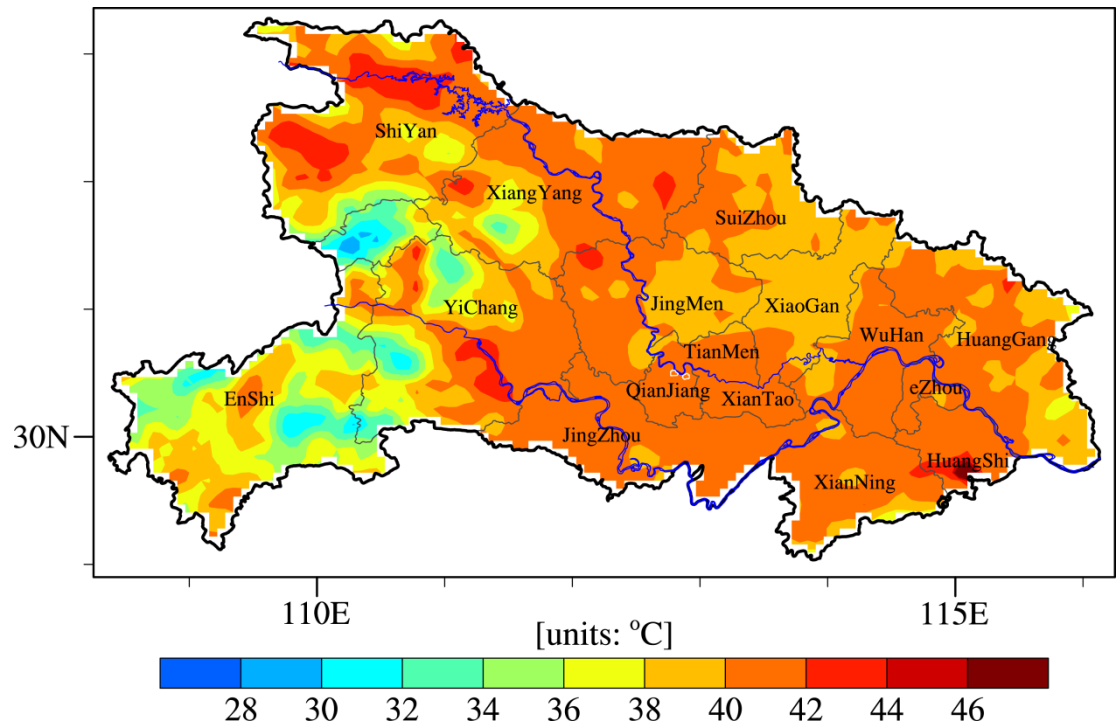 ShiYan
XiangYang
SuiZhou
YiChang
JingMen
XiaoGan
WuHan
HuangGang
TianMen
EnShi
QianJiang
XianTao
eZhou
30N
JingZhou
HuangShi
XianNing
110E
115E
[units: °C]
28 30 32 34 36 38 40 42 44 46